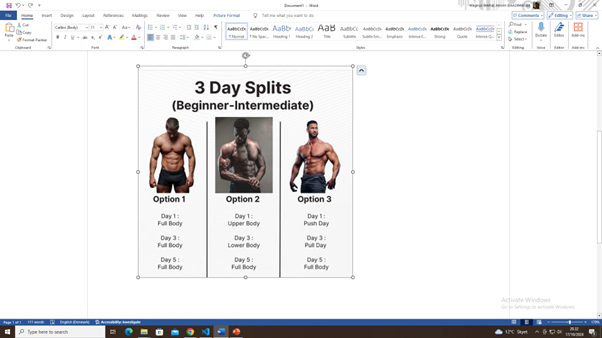 Document1 - Word
File
Home
Insert
Design
Layout
References
Mailings
Review
View
Help
Picture Format
Tell me what you want to do
Comments
Editing
Share
Paste
Cut
Copy
Format Painter
Clipboard
Calibri (Body)
11
Font
Paragraph
AaBbCcDc
Normal
AaBbCcDc
No Spac...
AaBbCc
Heading 1
AaBbCcC
Heading 2
AaB
Title
AaBbCcC
Subtitle
AaBbCcDc
Subtle Em...
AaBbCcDc
Emphasis
AaBbCcDc
Intense E...
AaBbCcDc
Strong
AaBbCcDc
Quote
AaBbCcDc
Intense Q...
Styles
Find
Replace
Select
Editing
Dictate
Voice
Editor
Editor
Add-ins
Add-ins
3 Day Splits
(Beginner-Intermediate)
Option 1
Day 1 :
Full Body
Day 3 :
Full Body
Day 5 :
Full Body
Option 2
Day 1 :
Upper Body
Day 3 :
Lower Body
Day 5 :
Full Body
Option 3
Day 1 :
Push Day
Day 3 :
Pull Day
Day 5 :
Full Body
Activate Windows
Go to Settings to activate Windows.
Page 1 of 1
111 words
English (Denmark)
Accessibility: Investigate
Type here to search
12°C
Skyet
20.32
17/10/2024